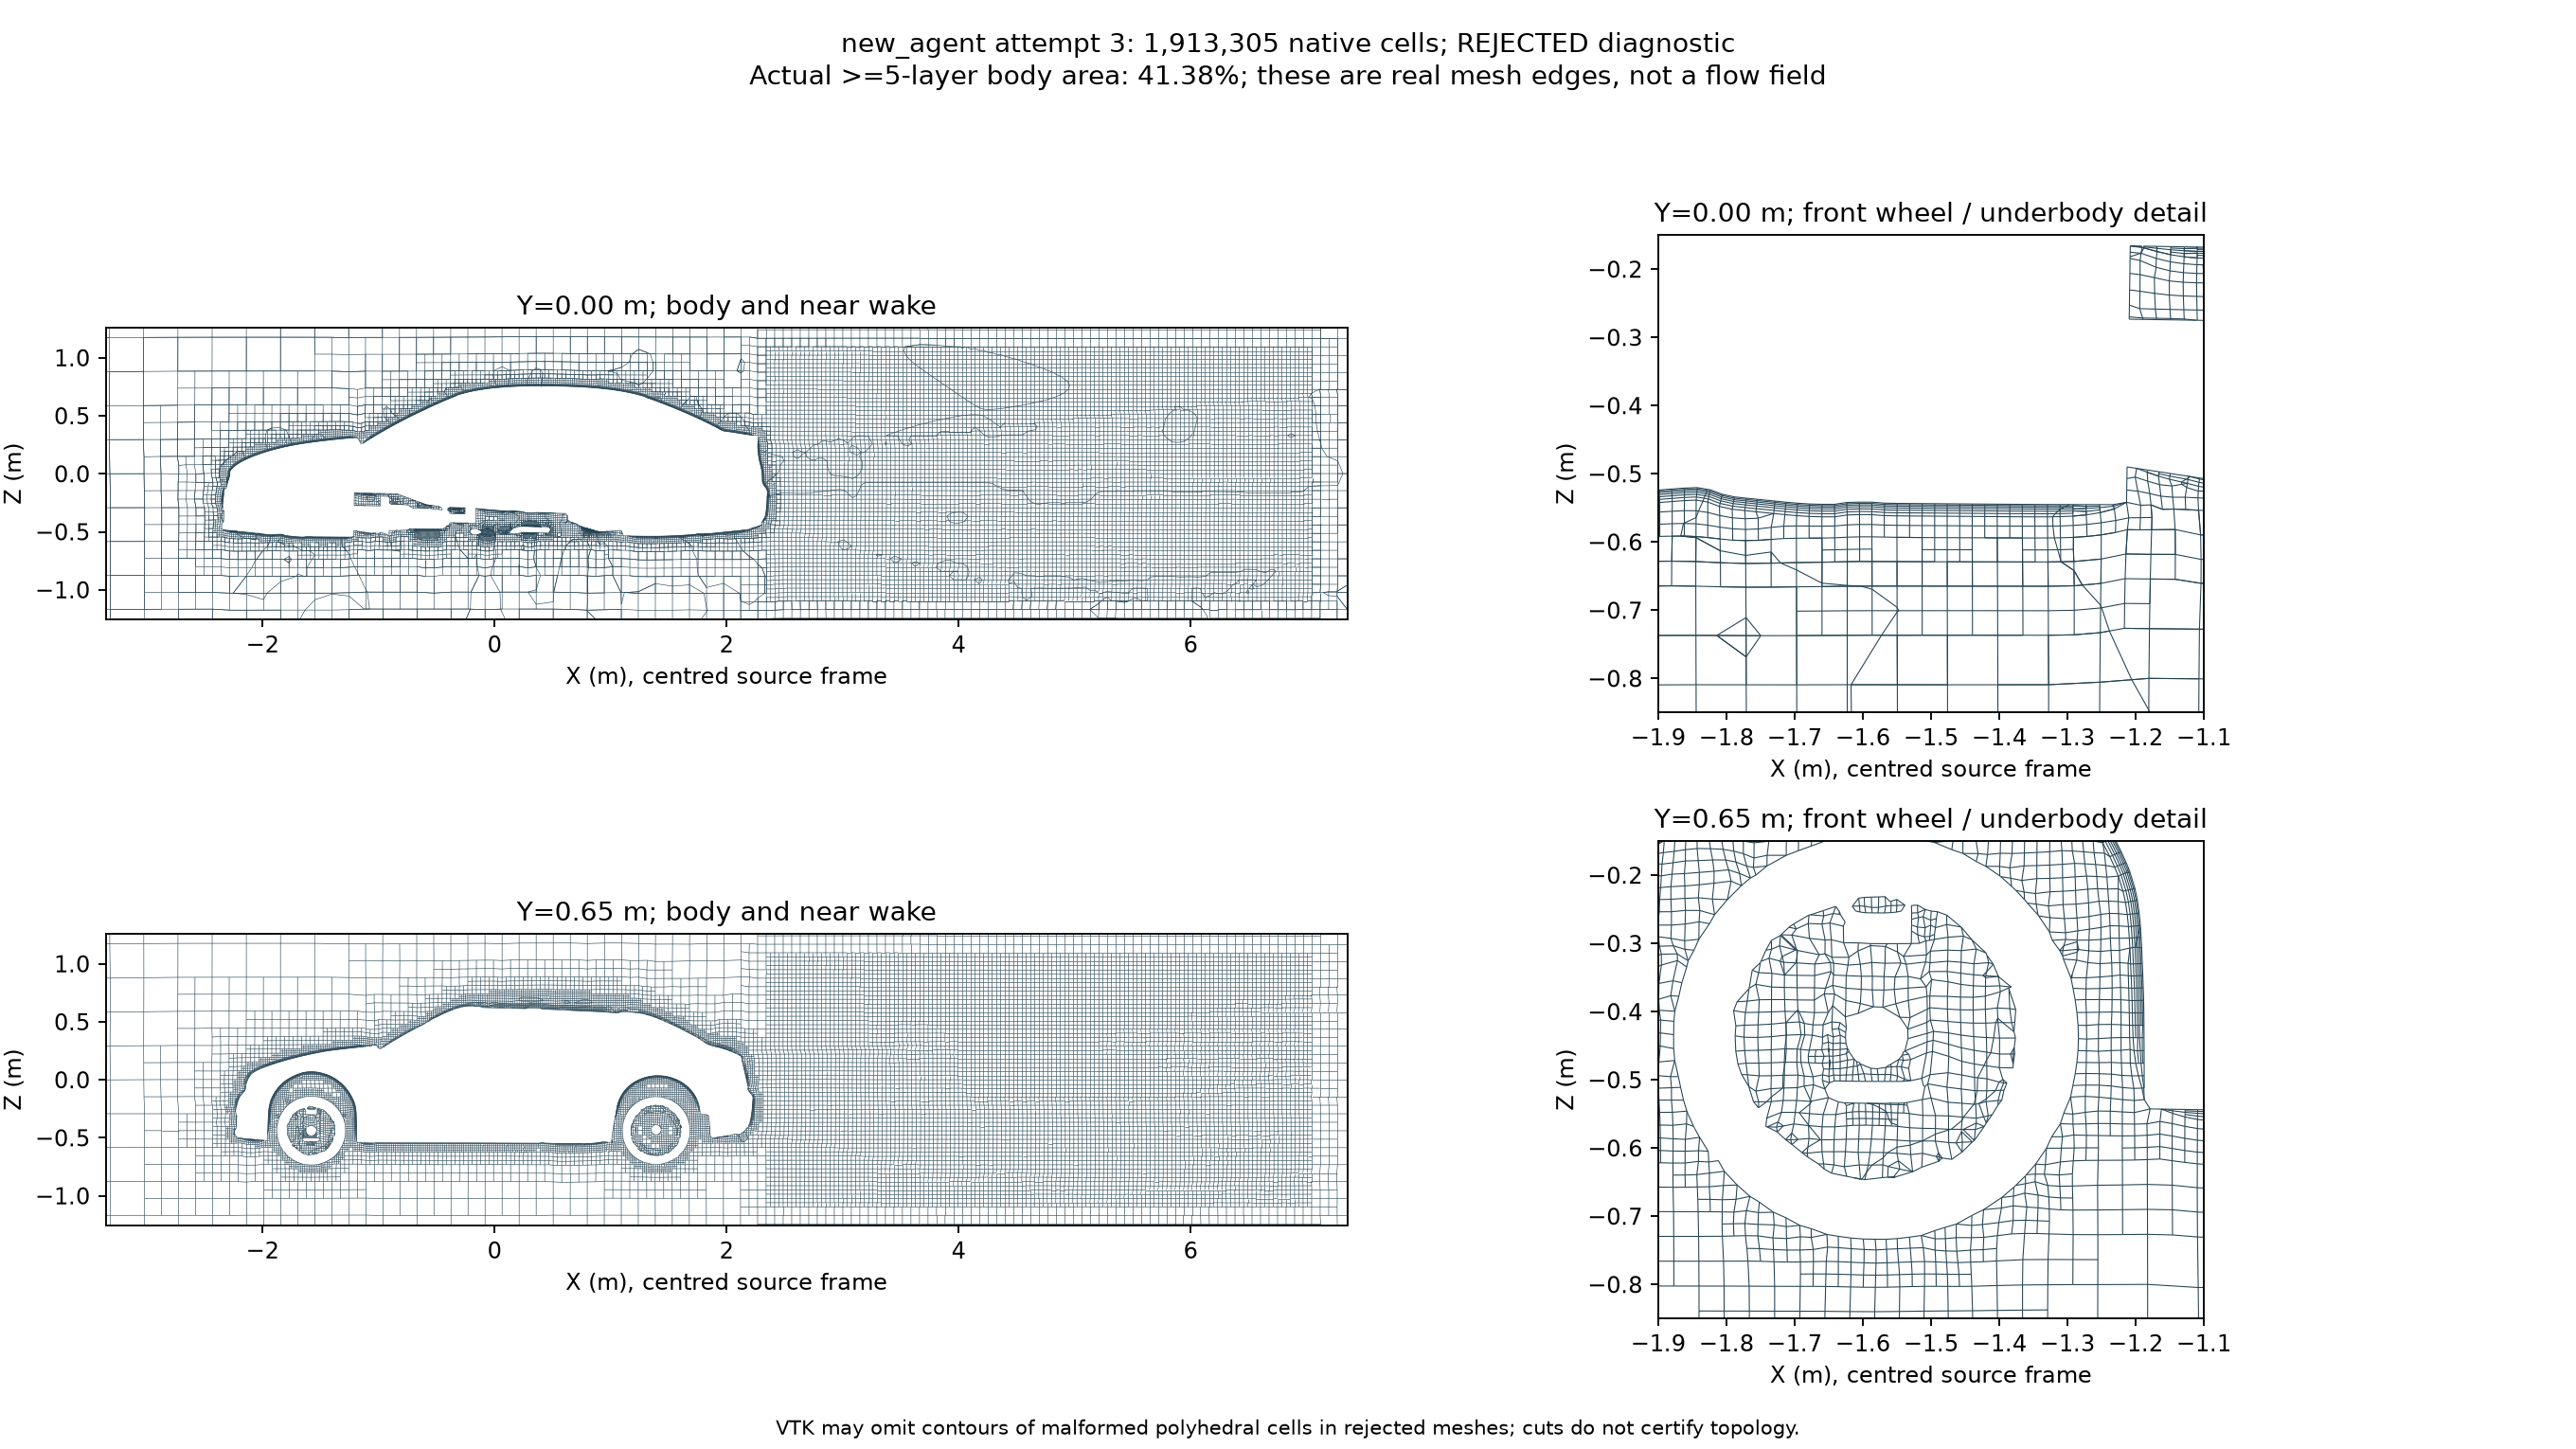 new_agent attempt 3: 1,913,305 native cells; REJECTED diagnostic
Actual >=5-layer body area: 41.38%; these are real mesh edges, not a flow field
Y=0.00 m; body and near wake
1.0
0.5
0.0
−0.5
−1.0
Z (m)
−2 0 2 4 6
X (m), centred source frame
Y=0.00 m; front wheel / underbody detail
−0.2
−0.3
−0.4
−0.5
−0.6
−0.7
−0.8
Z (m)
−1.9 −1.8 −1.7 −1.6 −1.5 −1.4 −1.3 −1.2 −1.1
X (m), centred source frame
Y=0.65 m; body and near wake
1.0
0.5
0.0
−0.5
−1.0
Z (m)
−2 0 2 4 6
X (m), centred source frame
Y=0.65 m; front wheel / underbody detail
−0.2
−0.3
−0.4
−0.5
−0.6
−0.7
−0.8
Z (m)
−1.9 −1.8 −1.7 −1.6 −1.5 −1.4 −1.3 −1.2 −1.1
X (m), centred source frame
VTK may omit contours of malformed polyhedral cells in rejected meshes; cuts do not certify topology.